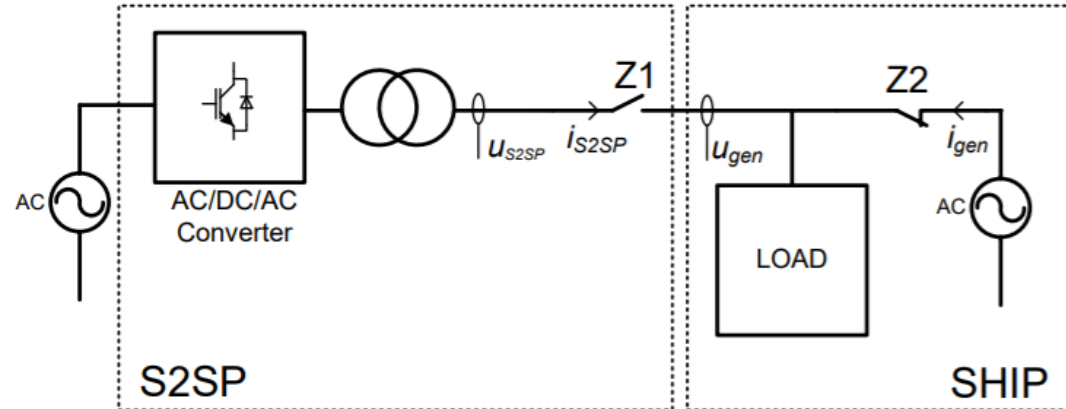 AC
AC/DC/AC
Converter
u_S2SP
i_S2SP
Z1
S2SP
u_gen
Z2
i_gen
LOAD
AC
SHIP